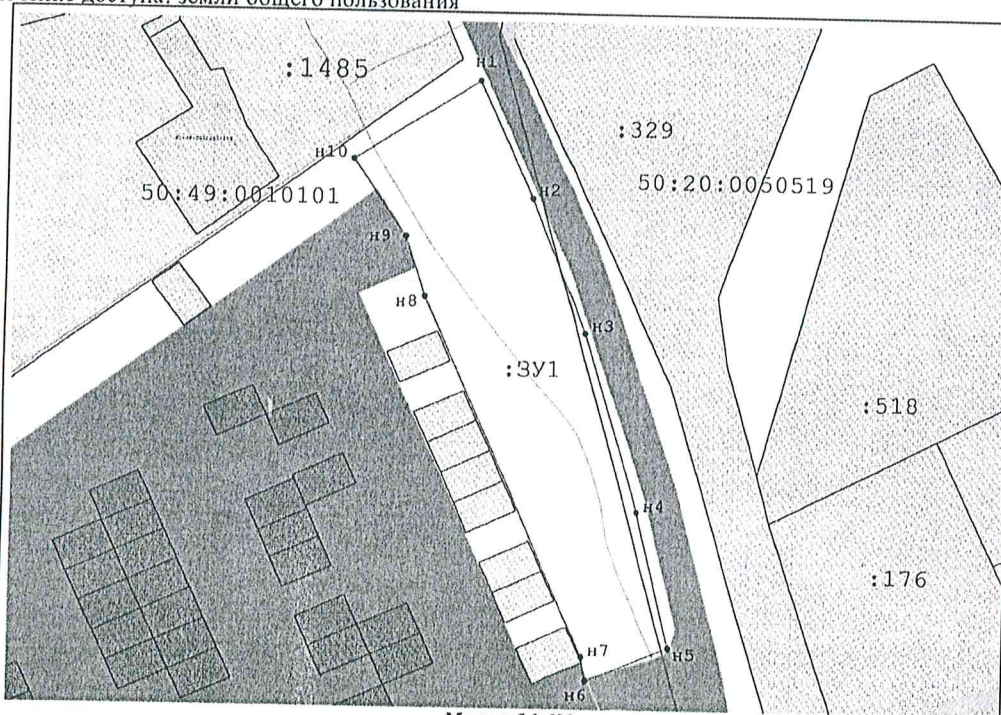 доступа: земли общего пользования
н1
:1485
:329
н10
50:20:0050519
50:49:0010101
н2
н9
н8
н3
:ЗУ1
:518
н4
:176
н5
н7
н6